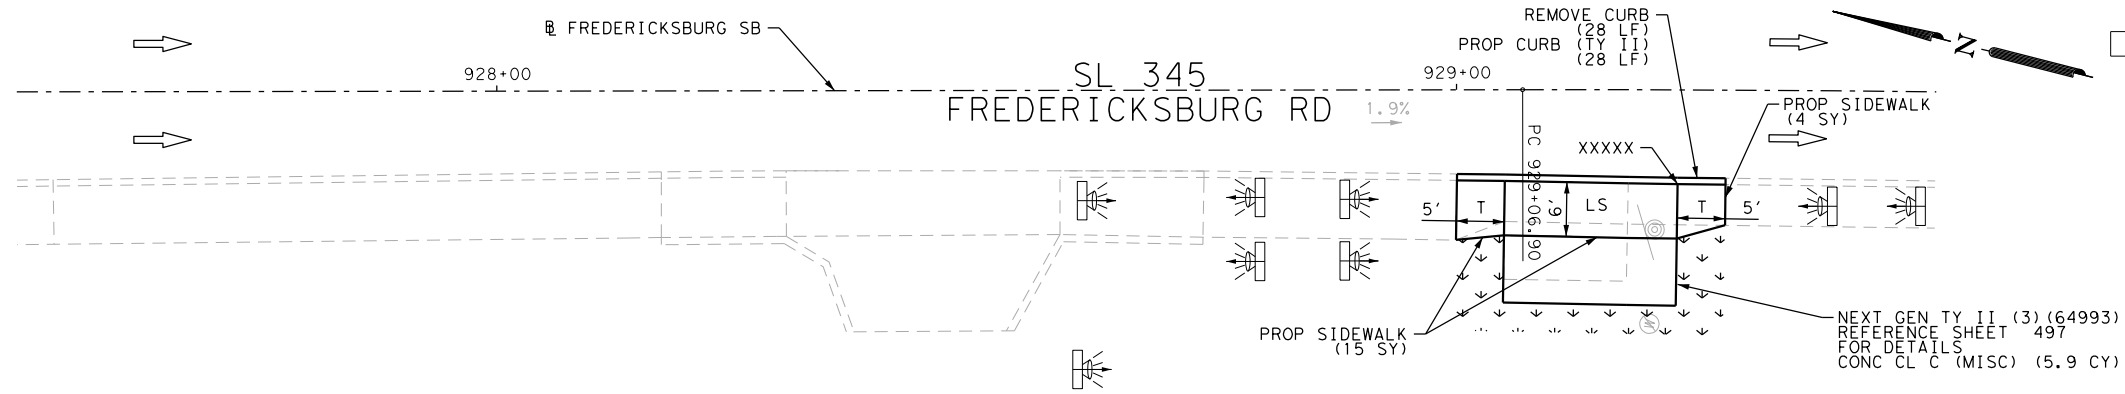 ℄ FREDERICKSBURG SB
928+00
SL 345
FREDERICKSBURG RD
1.9%
929+00
REMOVE CURB
(28 LF)
PROP CURB (TY II)
(28 LF)
N
PROP SIDEWALK
(4 SY)
XXXXX
PC 929+06.90
5'
T
6'
LS
T
5'
PROP SIDEWALK
(15 SY)
W
NEXT GEN TY II (3)(64993)
REFERENCE SHEET 497
FOR DETAILS
CONC CL C (MISC) (5.9 CY)